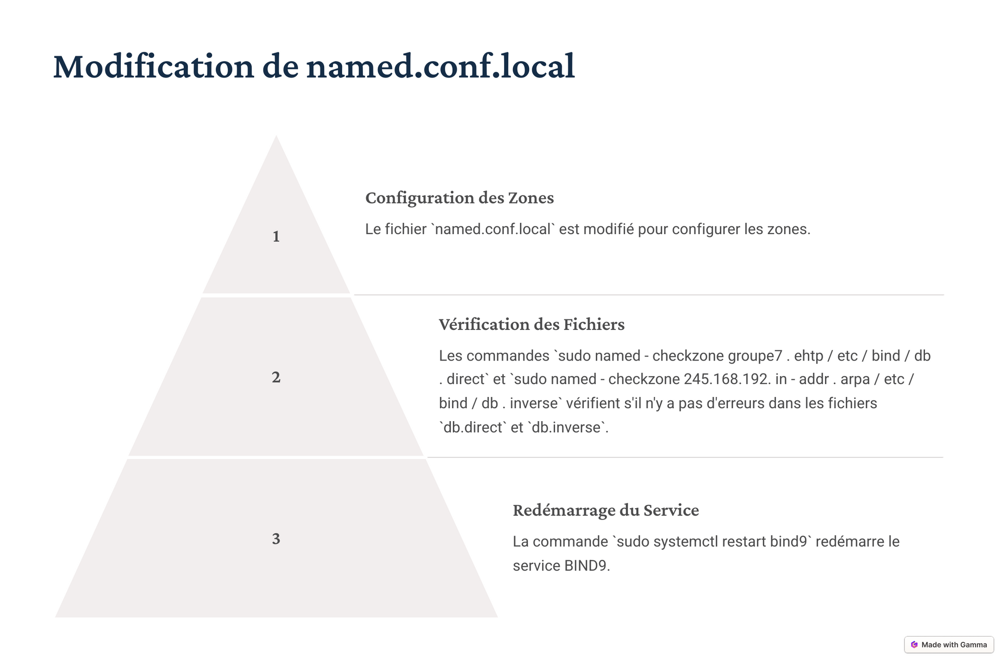 Modification de named.conf.local
1
Configuration des Zones
Le fichier `named.conf.local` est modifié pour configurer les zones.
2
Vérification des Fichiers
Les commandes `sudo named - checkzone groupe7 . ehtp / etc / bind / db
. direct` et `sudo named - checkzone 245.168.192. in - addr . arpa / etc /
bind / db . inverse` vérifient s'il n'y a pas d'erreurs dans les fichiers
`db.direct` et `db.inverse`.
3
Redémarrage du Service
La commande `sudo systemctl restart bind9` redémarre le
service BIND9.
Made with Gamma